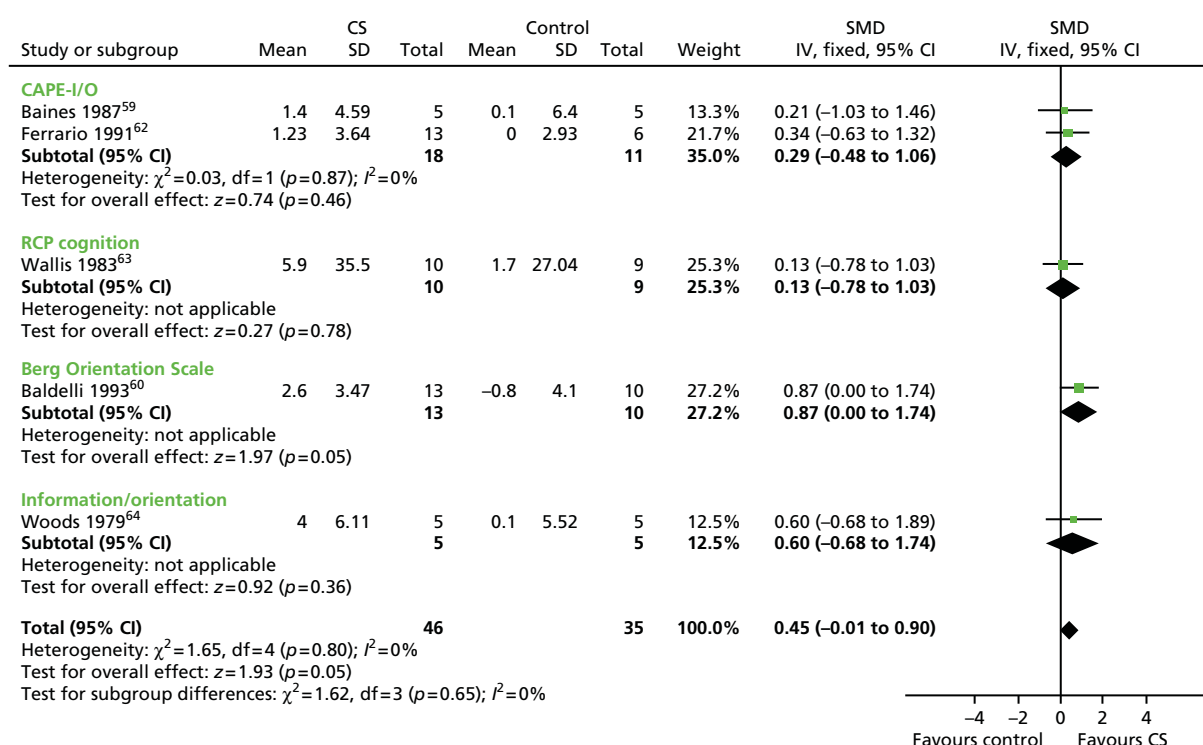 CS Control SMD SMD
Study or subgroup Mean SD Total Mean SD Total Weight IV, fixed, 95% CI IV, fixed, 95% CI
CAPE-I/O
Baines 1987⁵⁹ 1.4 4.59 5 0.1 6.4 5 13.3% 0.21 (–1.03 to 1.46)
Ferrario 1991⁶² 1.23 3.64 13 0 2.93 6 21.7% 0.34 (–0.63 to 1.32)
Subtotal (95% CI) 18 11 35.0% 0.29 (–0.48 to 1.06)
Heterogeneity: χ²=0.03, df=1 (p=0.87); I²=0%
Test for overall effect: z=0.74 (p=0.46)
RCP cognition
Wallis 1983⁶³ 5.9 35.5 10 1.7 27.04 9 25.3% 0.13 (–0.78 to 1.03)
Subtotal (95% CI) 10 9 25.3% 0.13 (–0.78 to 1.03)
Heterogeneity: not applicable
Test for overall effect: z=0.27 (p=0.78)
Berg Orientation Scale
Baldelli 1993⁶⁰ 2.6 3.47 13 –0.8 4.1 10 27.2% 0.87 (0.00 to 1.74)
Subtotal (95% CI) 13 10 27.2% 0.87 (0.00 to 1.74)
Heterogeneity: not applicable
Test for overall effect: z=1.97 (p=0.05)
Information/orientation
Woods 1979⁶⁴ 4 6.11 5 0.1 5.52 5 12.5% 0.60 (–0.68 to 1.89)
Subtotal (95% CI) 5 5 12.5% 0.60 (–0.68 to 1.74)
Heterogeneity: not applicable
Test for overall effect: z=0.92 (p=0.36)
Total (95% CI) 46 35 100.0% 0.45 (–0.01 to 0.90)
Heterogeneity: χ²=1.65, df=4 (p=0.80); I²=0%
Test for overall effect: z=1.93 (p=0.05)
Test for subgroup differences: χ²=1.62, df=3 (p=0.65); I²=0%
–4 –2 0 2 4
Favours control Favours CS